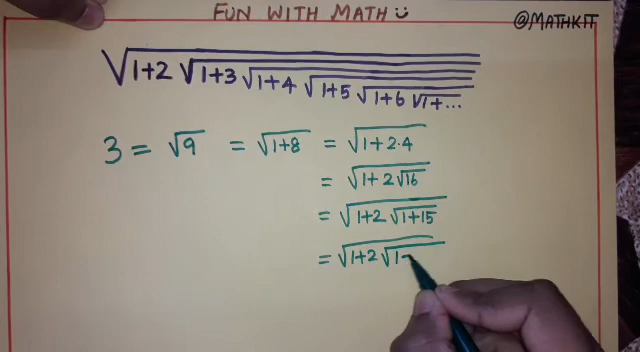 FUN WITH MATH
@MATHKIT
√1+2 √1+3 √1+4 √1+5 √1+6 √1+...
3 = √9 = √1+8 = √1+2·4
= √1+2√16
= √1+2 √1+15
= √1+2 √1-